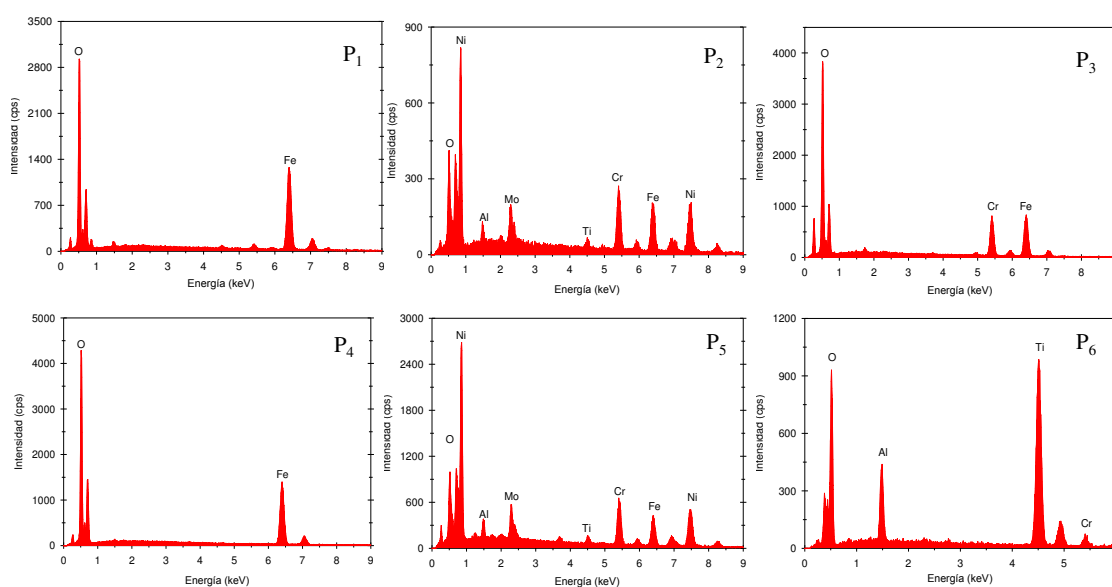 P1
Intensidad (cps)
3500
2800
2100
1400
700
0
O
Fe
0 1 2 3 4 5 6 7 8 9
Energía (keV)
P2
Intensidad (cps)
900
600
300
0
O
Ni
Al
Mo
Ti
Cr
Fe
Ni
0 1 2 3 4 5 6 7 8 9
Energía (keV)
P3
Intensidad (cps)
4000
3000
2000
1000
0
O
Cr
Fe
0 1 2 3 4 5 6 7 8
Energía (keV)
P4
Intensidad (cps)
5000
4000
3000
2000
1000
0
O
Fe
0 1 2 3 4 5 6 7 8 9
Energía (keV)
P5
Intensidad (cps)
3000
2400
1800
1200
600
0
O
Ni
Al
Mo
Ti
Cr
Fe
Ni
0 1 2 3 4 5 6 7 8 9
Energía (keV)
P6
Intensidad (cps)
1200
900
600
300
0
O
Al
Ti
Cr
0 1 2 3 4 5
Energía (keV)